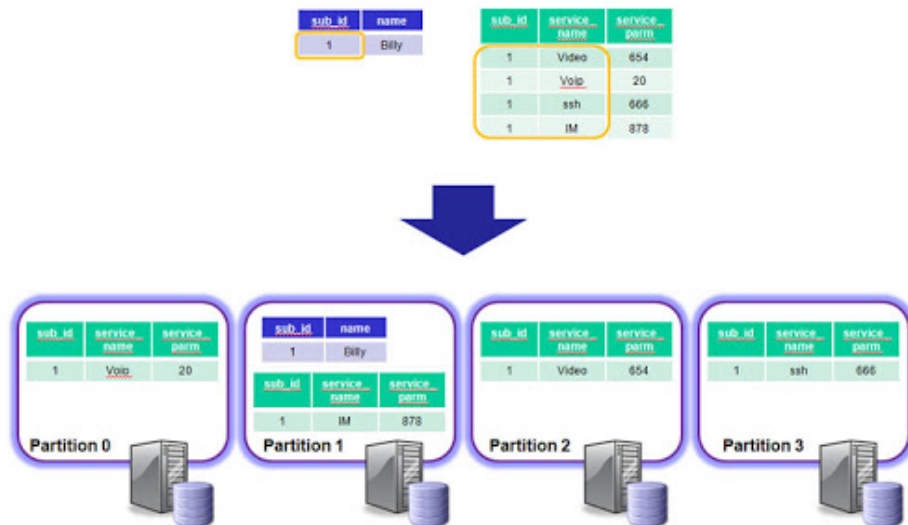 sub_id name
1 Billy
sub_id service_ service_
name parm
1 Video 654
1 Voip 20
1 ssh 666
1 IM 878
sub_id service_ service_
name parm
1 Voip 20
Partition 0
sub_id name
1 Billy
sub_id service_ service_
name parm
1 IM 878
Partition 1
sub_id service_ service_
name parm
1 Video 654
Partition 2
sub_id service_ service_
name parm
1 ssh 666
Partition 3